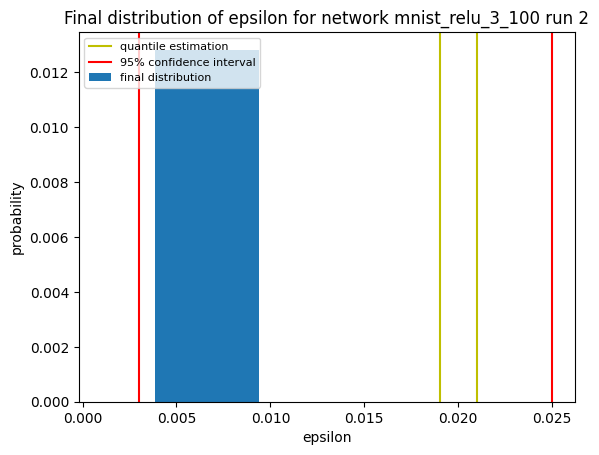 Final distribution of epsilon for network mnist_relu_3_100 run 2
quantile estimation
95% confidence interval
final distribution
0.012
0.010
0.008
0.006
0.004
0.002
0.000
probability
0.000 0.005 0.010 0.015 0.020 0.025
epsilon